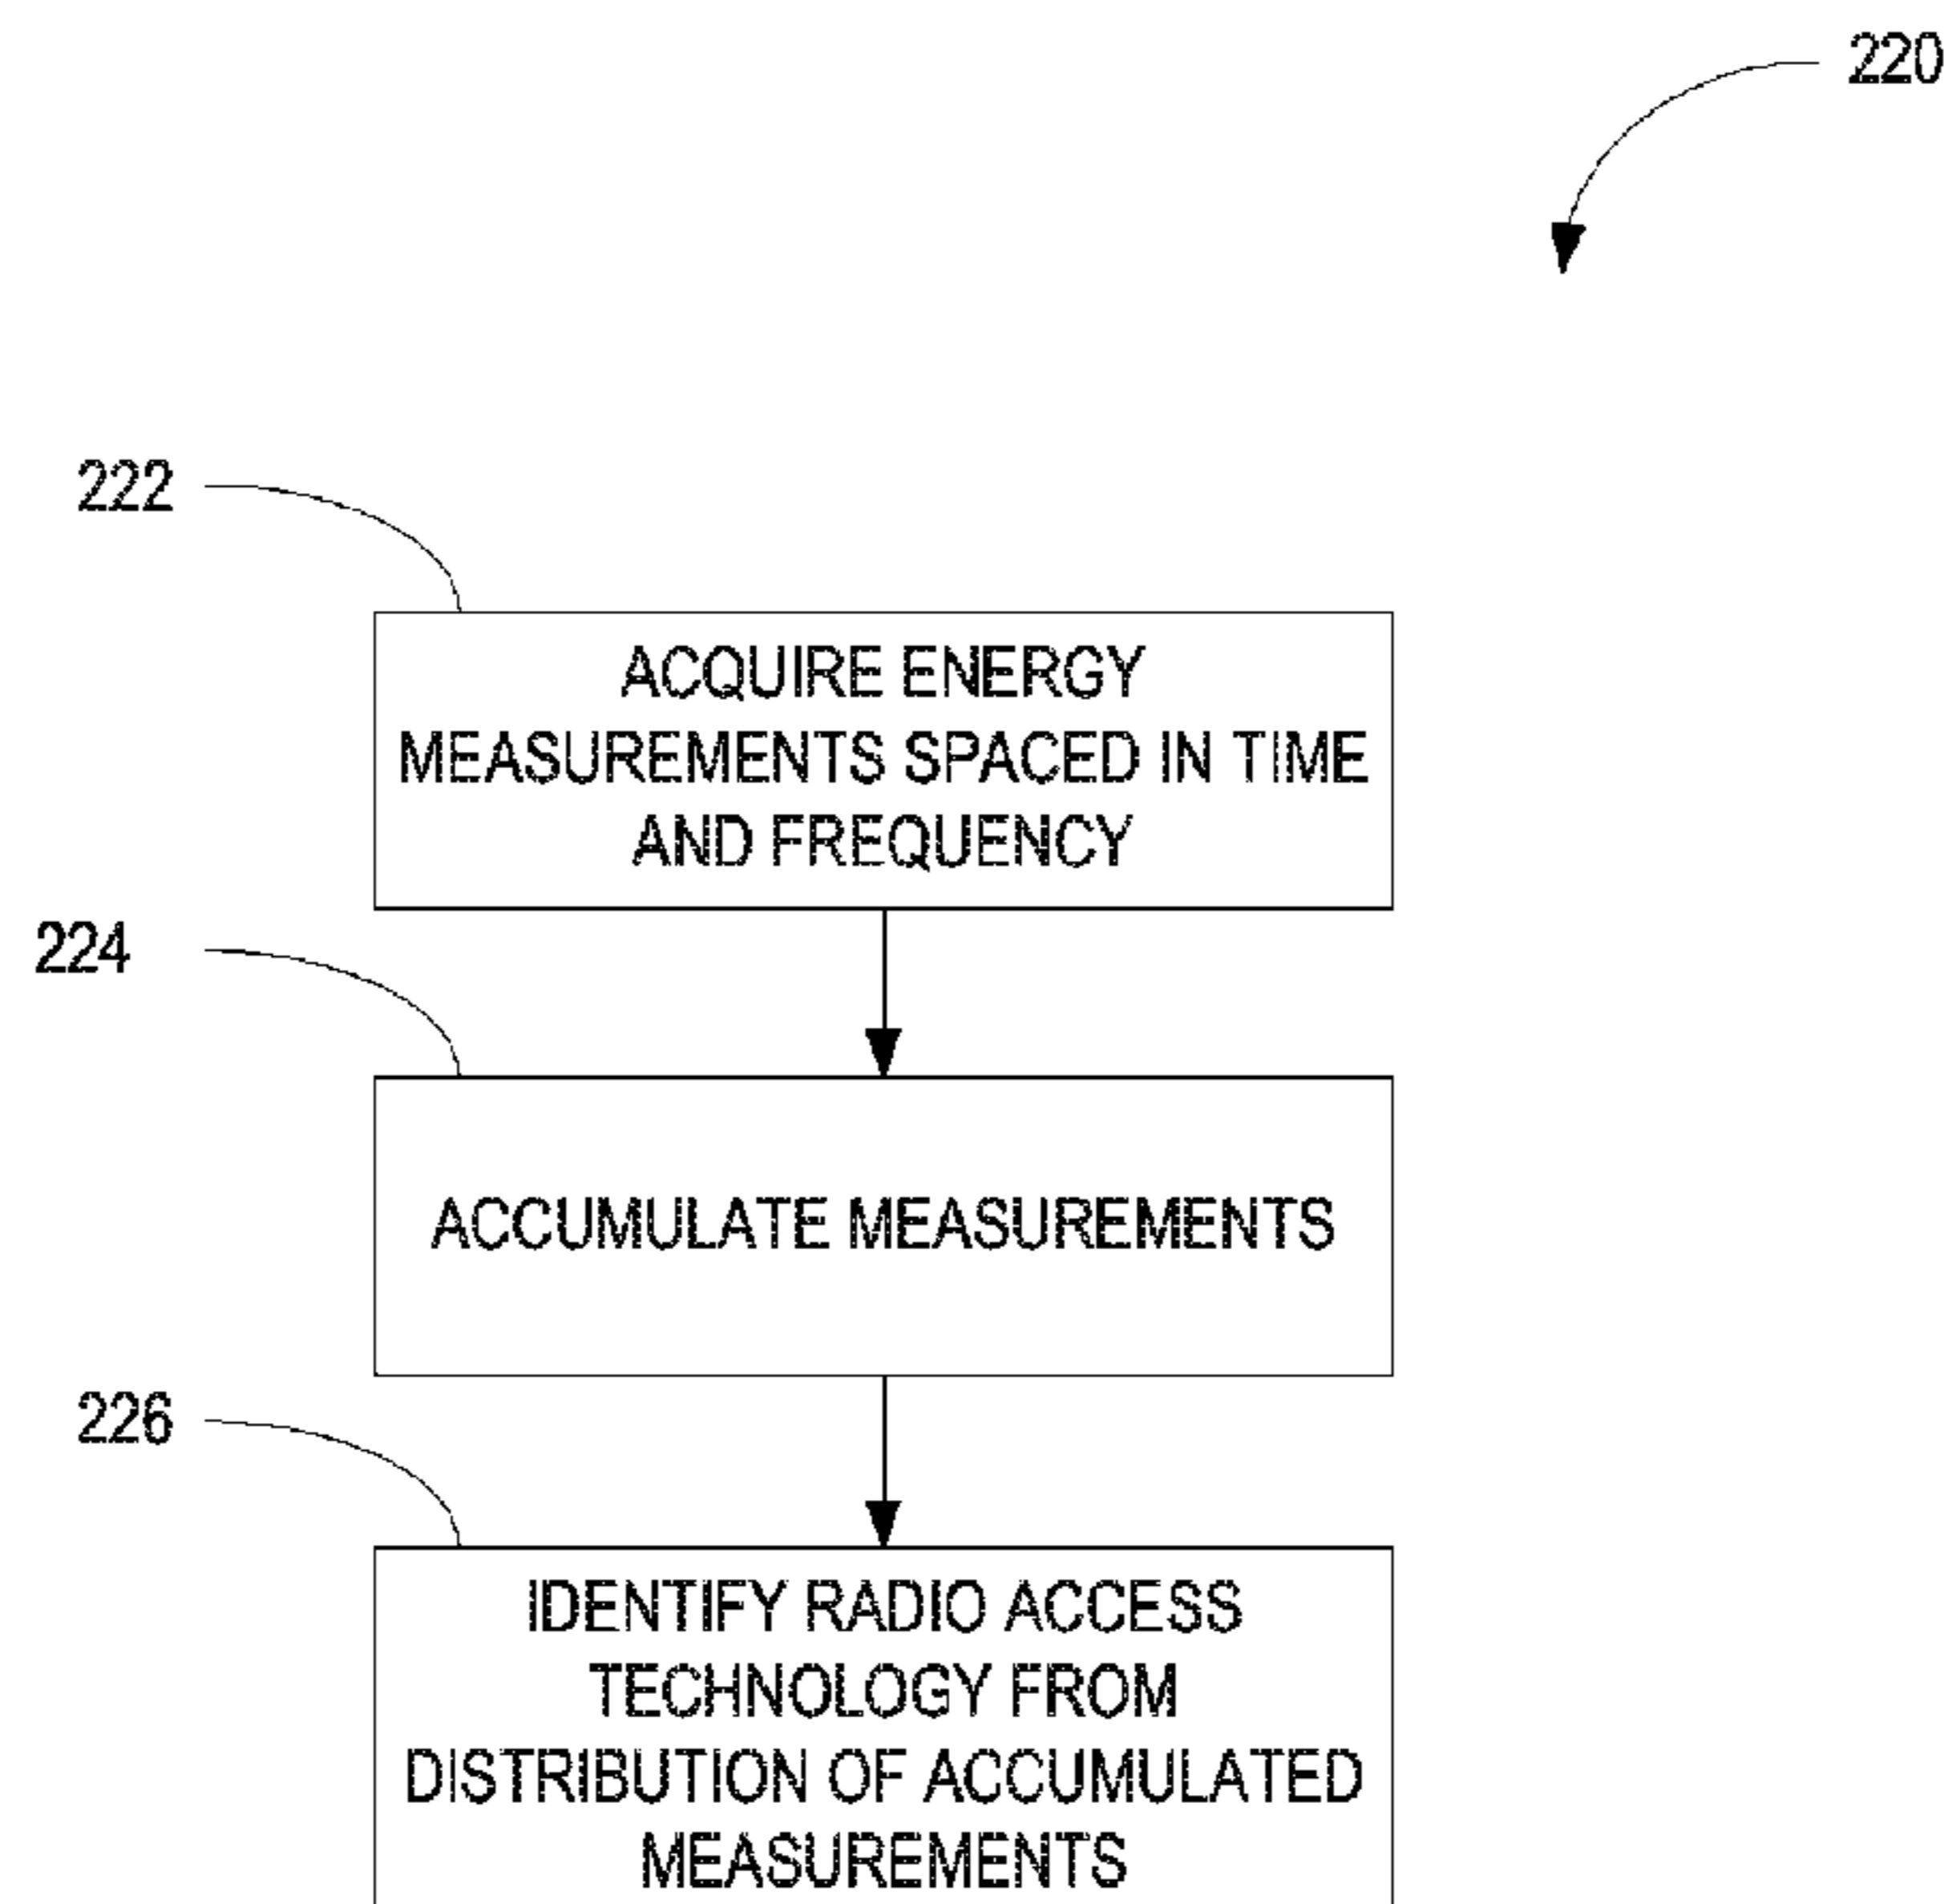 220
222
ACQUIRE ENERGY
MEASUREMENTS SPACED IN TIME
AND FREQUENCY
224
ACCUMULATE MEASUREMENTS
226
IDENTIFY RADIO ACCESS
TECHNOLOGY FROM
DISTRIBUTION OF ACCUMULATED
MEASUREMENTS